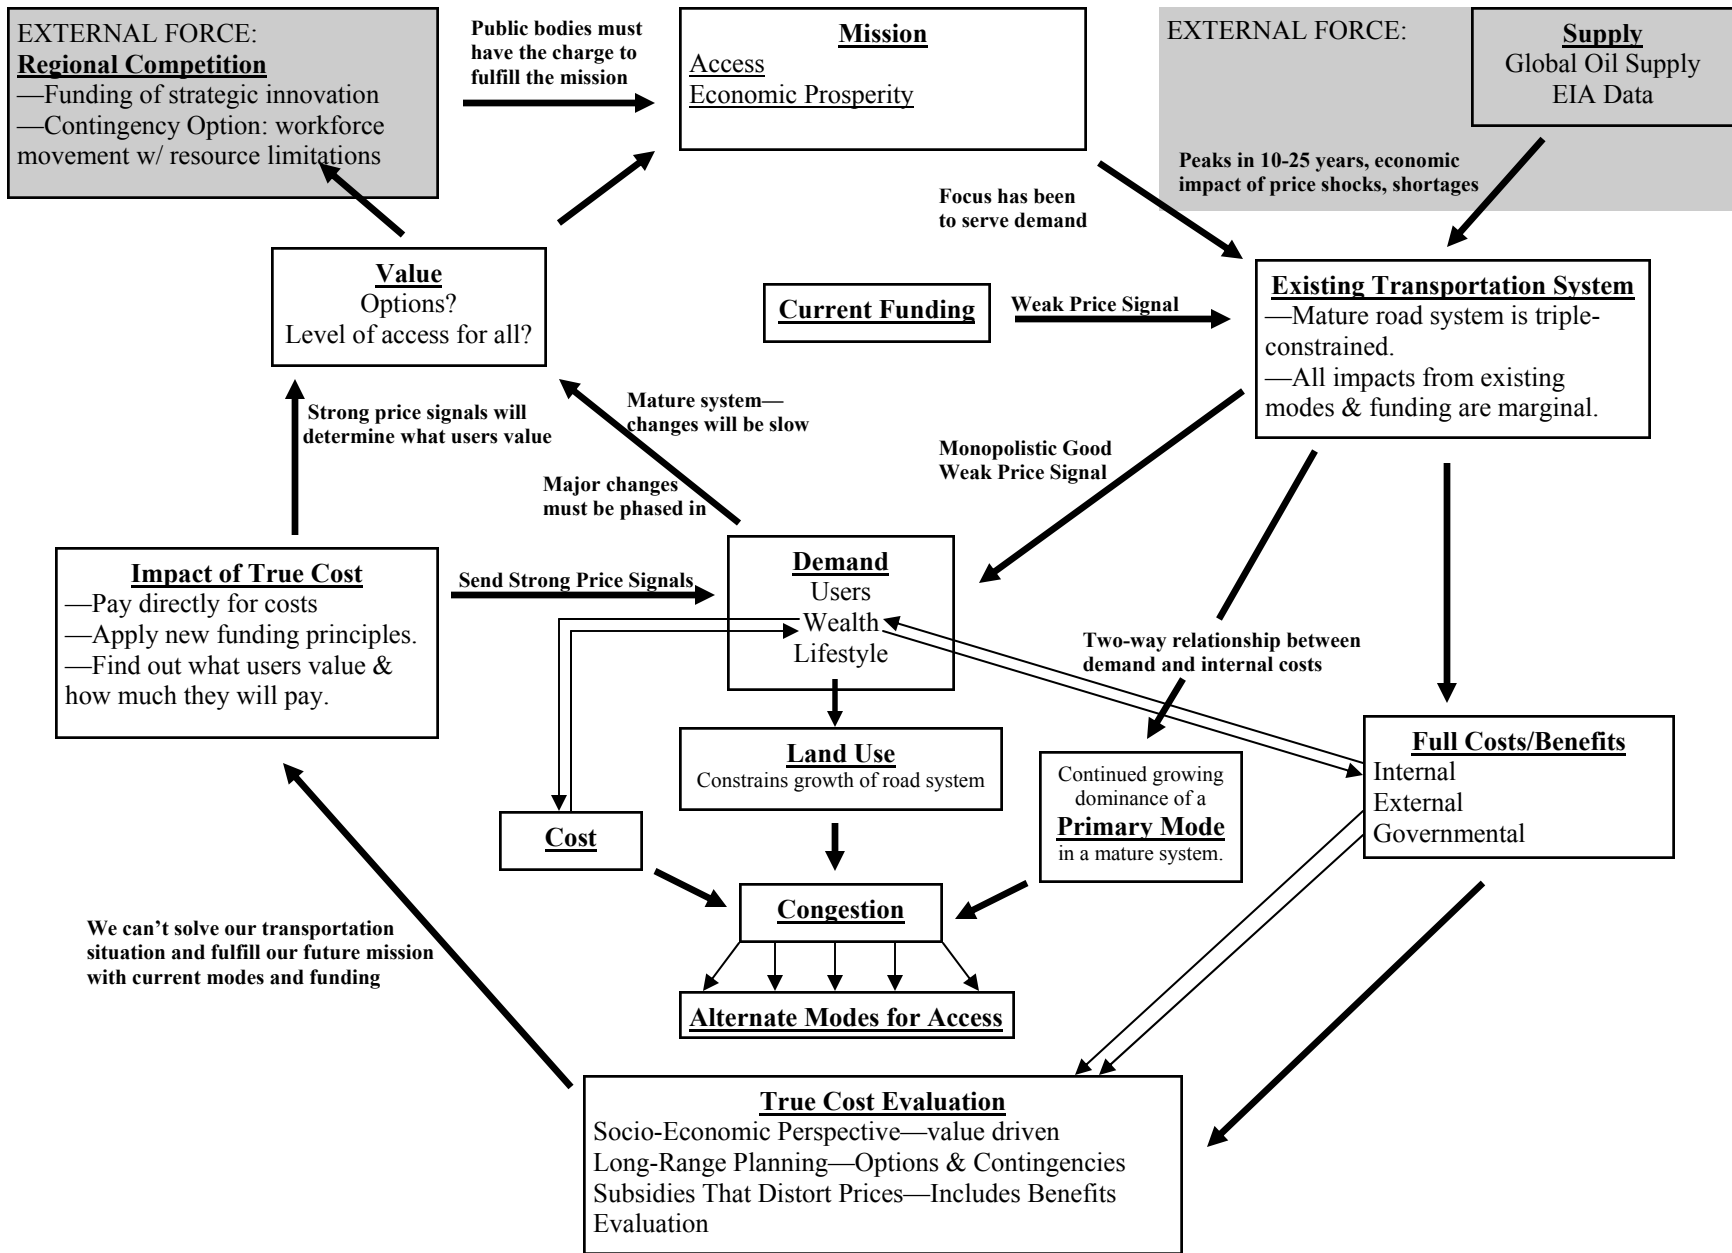 EXTERNAL FORCE:
Regional Competition
—Funding of strategic innovation
—Contingency Option: workforce
movement w/ resource limitations
Public bodies must
have the charge to
fulfill the mission
Mission
Access
Economic Prosperity
EXTERNAL FORCE:
Supply
Global Oil Supply
EIA Data
Peaks in 10-25 years, economic
impact of price shocks, shortages
Focus has been
to serve demand
Value
Options?
Level of access for all?
Current Funding
Weak Price Signal
Existing Transportation System
—Mature road system is triple-
constrained.
—All impacts from existing
modes & funding are marginal.
Strong price signals will
determine what users value
Mature system—
changes will be slow
Major changes
must be phased in
Monopolistic Good
Weak Price Signal
Impact of True Cost
—Pay directly for costs
—Apply new funding principles.
—Find out what users value &
how much they will pay.
Send Strong Price Signals
Demand
Users
Wealth
Lifestyle
Two-way relationship between
demand and internal costs
Land Use
Constrains growth of road system
Continued growing
dominance of a
Primary Mode
in a mature system.
Full Costs/Benefits
Internal
External
Governmental
Cost
Congestion
We can’t solve our transportation
situation and fulfill our future mission
with current modes and funding
Alternate Modes for Access
True Cost Evaluation
Socio-Economic Perspective—value driven
Long-Range Planning—Options & Contingencies
Subsidies That Distort Prices—Includes Benefits
Evaluation